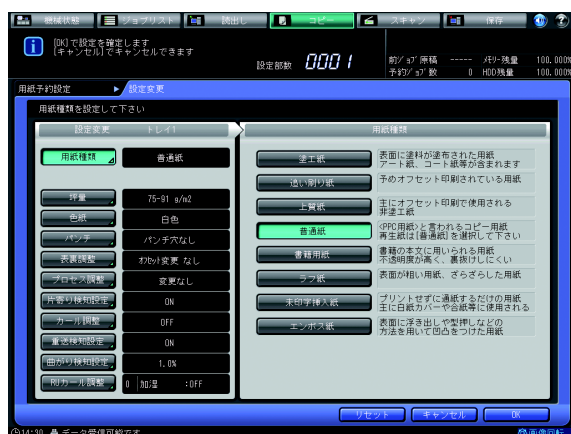 機械状態
ジョブリスト
読出し
コピー
スキャン
保存
[OK]で設定を確定します
[キャンセル]でキャンセルできます
設定部数 0001
前ジョブ原稿 ----- メモリー残量 100.000%
予約ジョブ数 0 HDD残量 100.000%
用紙予約設定 設定変更
用紙種類を設定して下さい
設定変更 トレイ1
用紙種類 普通紙
坪量 75-91 g/m2
色紙 白色
パンチ パンチ穴なし
表裏調整 オフセット変更 なし
プロセス調整 変更なし
片寄り検知設定 ON
カール調整 OFF
重送検知設定 ON
曲がり検知設定 1.0%
RUカール調整 0 加湿 :OFF
用紙種類
塗工紙 表面に塗料が塗布された用紙
アート紙、コート紙等が含まれます
追い刷り紙 予めオフセット印刷されている用紙
上質紙 主にオフセット印刷で使用される
非塗工紙
普通紙 <PPC用紙>と言われるコピー用紙
再生紙は[普通紙]を選択して下さい
書籍用紙 書籍の本文に用いられる用紙
不透明度が高く、裏抜けしにくい
ラフ紙 表面が粗い用紙、ざらざらした用紙
未印字挿入紙 プリントせずに通紙するだけの用紙
主に白紙カバーや合紙等に使用される
エンボス紙 表面に浮き出しや型押しなどの
方法を用いて凹凸をつけた用紙
リセット
キャンセル
OK
14:30 データ受信可能です
画像回転